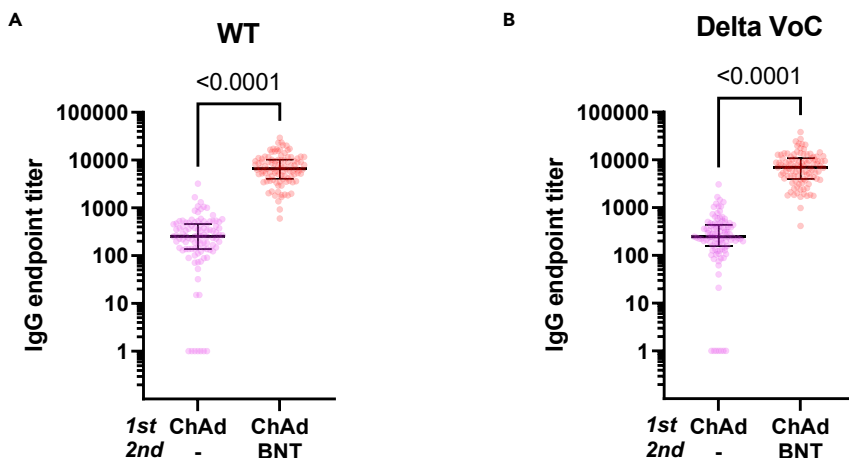 A
WT
<0.0001
IgG endpoint titer
100000
10000
1000
100
10
1
1st ChAd ChAd
2nd - BNT
B
Delta VoC
<0.0001
IgG endpoint titer
100000
10000
1000
100
10
1
1st ChAd ChAd
2nd - BNT